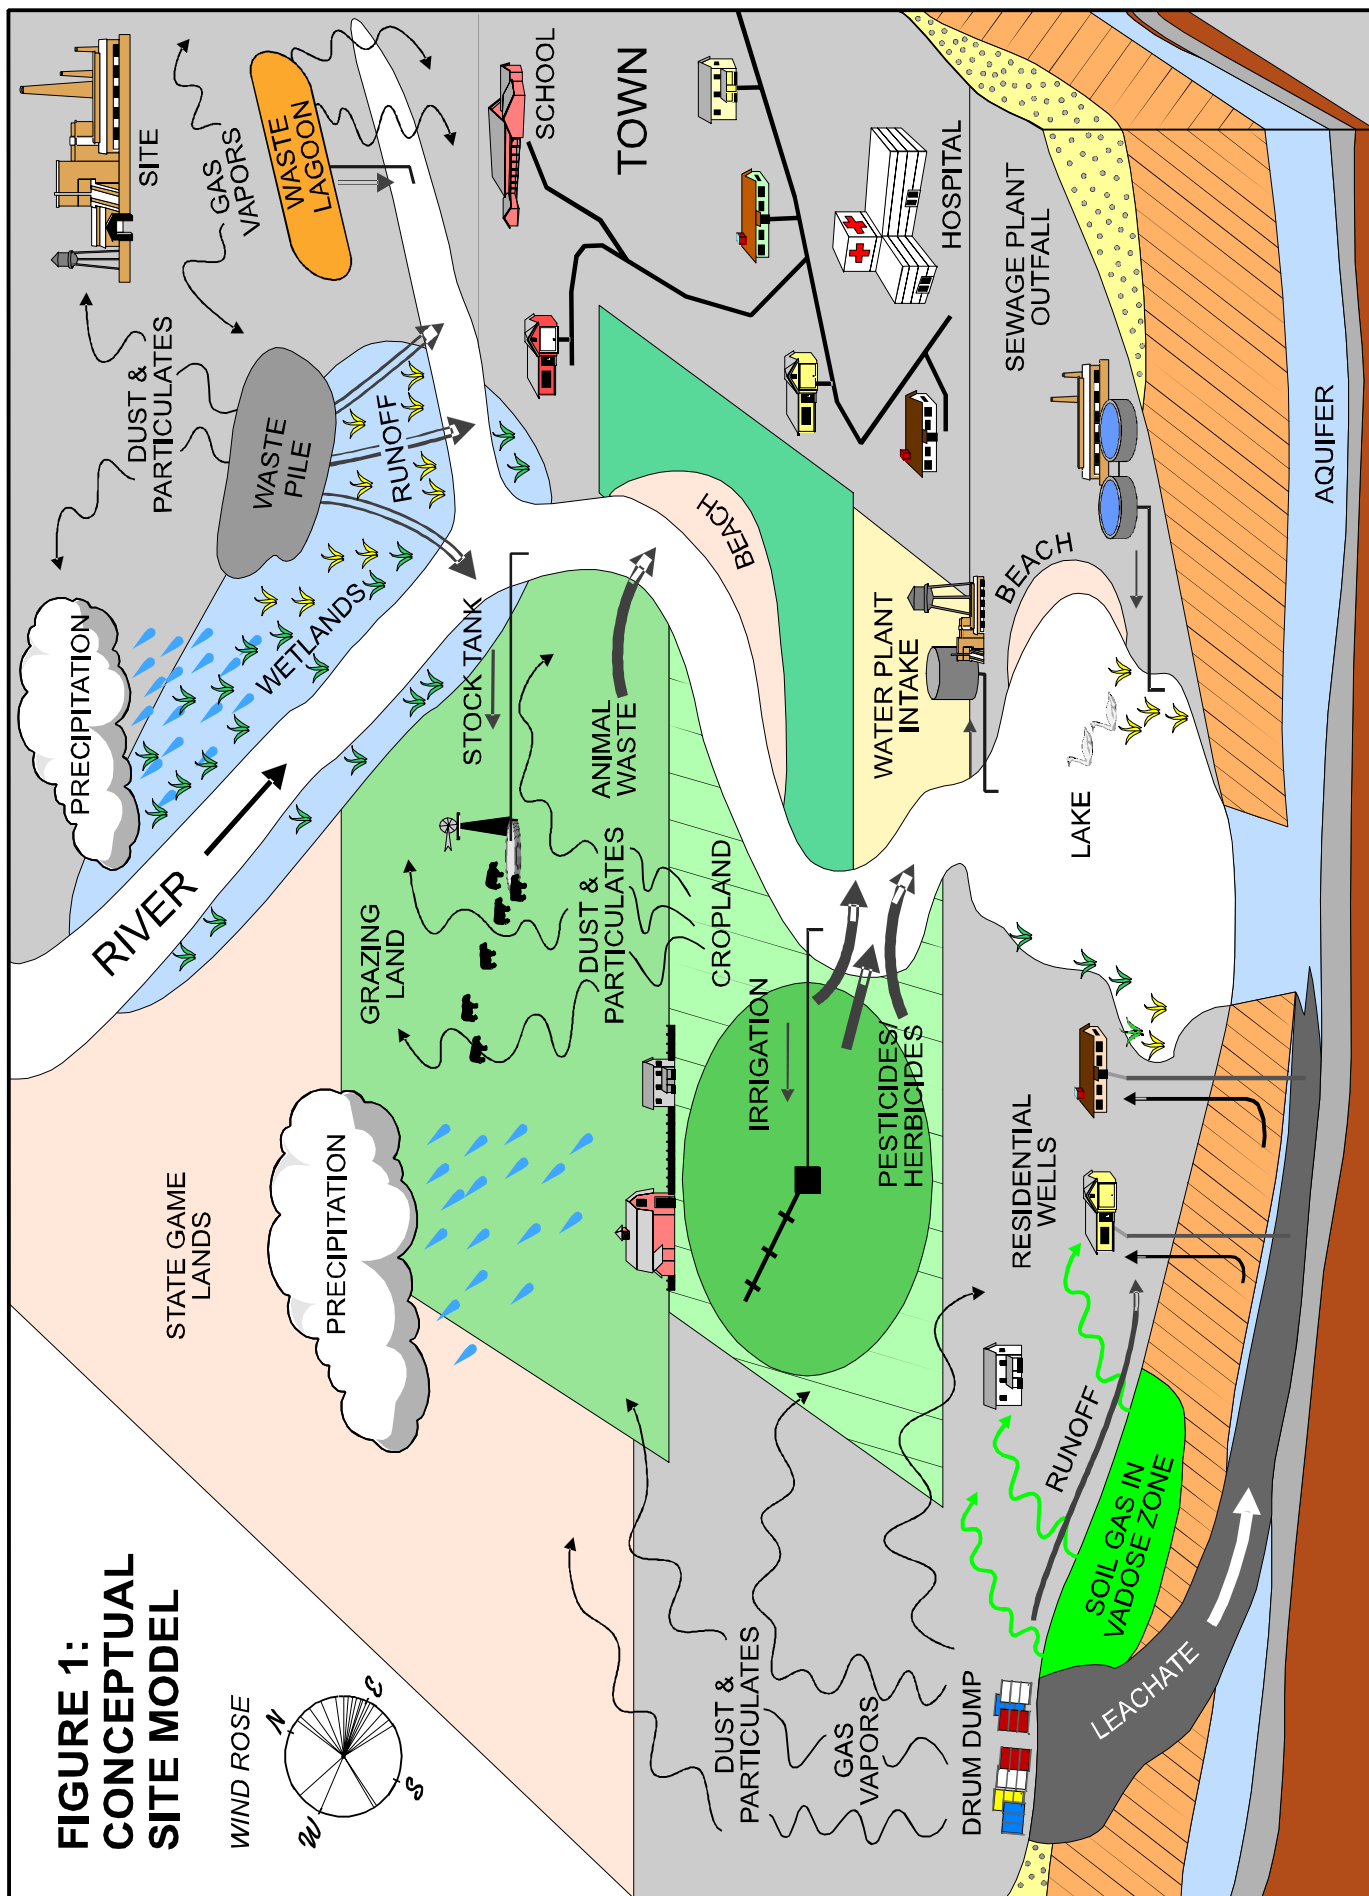 FIGURE 1:
CONCEPTUAL
SITE MODEL
WIND ROSE
N
E
S
W
STATE GAME
LANDS
PRECIPITATION
RIVER
PRECIPITATION
WETLANDS
DUST &
PARTICULATES
WASTE
PILE
RUNOFF
SITE
GAS
VAPORS
WASTE
LAGOON
GRAZING
LAND
STOCK TANK
ANIMAL
WASTE
DUST &
PARTICULATES
CROPLAND
IRRIGATION
PESTICIDES/
HERBICIDES
BEACH
SCHOOL
TOWN
HOSPITAL
WATER PLANT
INTAKE
BEACH
SEWAGE PLANT
OUTFALL
LAKE
DUST &
PARTICULATES
GAS
VAPORS
DRUM DUMP
RESIDENTIAL
WELLS
RUNOFF
SOIL GAS IN
VADOSE ZONE
LEACHATE
AQUIFER